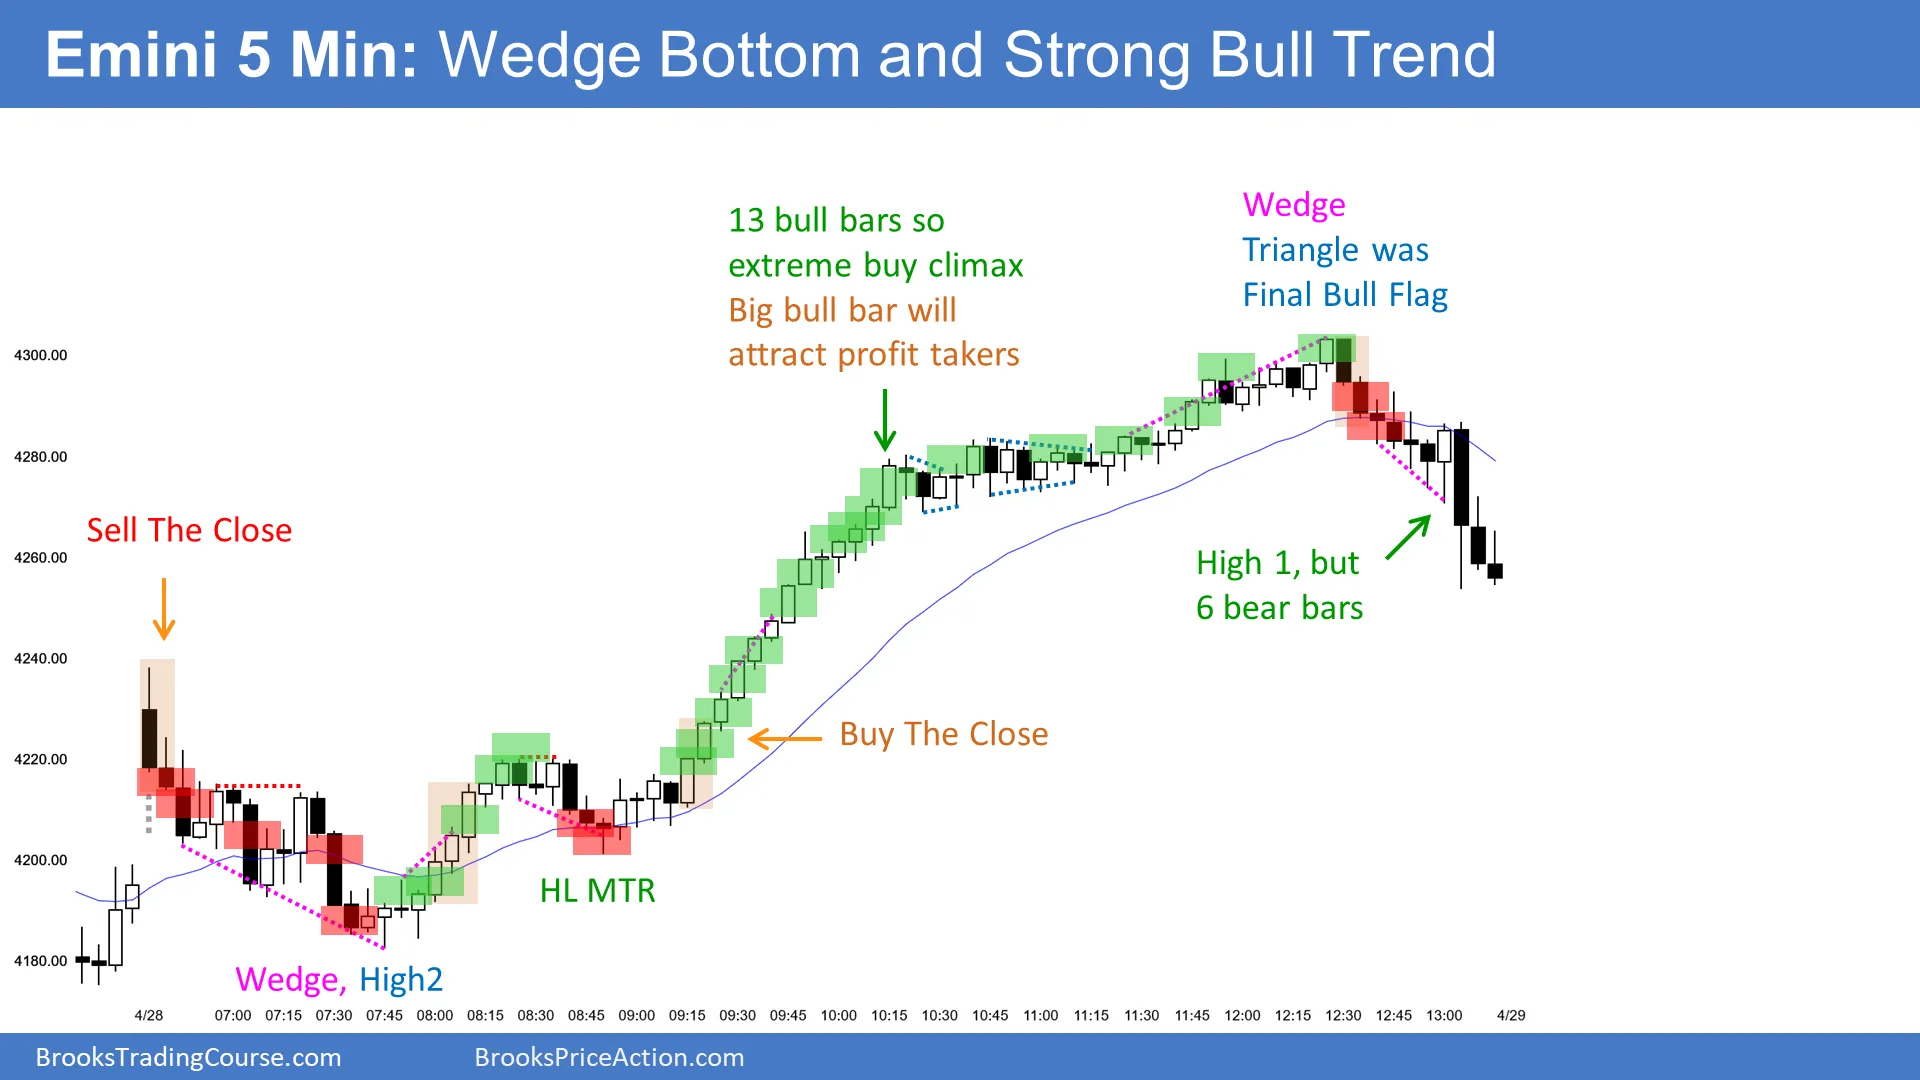 Emini 5 Min: Wedge Bottom and Strong Bull Trend
13 bull bars so
extreme buy climax
Big bull bar will
attract profit takers
Wedge
Triangle was
Final Bull Flag
4300.00
4280.00
4260.00
4240.00
4220.00
4200.00
4180.00
Sell The Close
Buy The Close
High 1, but
6 bear bars
HL MTR
Wedge, High2
4/28 07:00 07:15 07:30 07:45 08:00 08:15 08:30 08:45 09:00 09:15 09:30 09:45 10:00 10:15 10:30 10:45 11:00 11:15 11:30 11:45 12:00 12:15 12:30 12:45 13:00 4/29
BrooksTradingCourse.com BrooksPriceAction.com